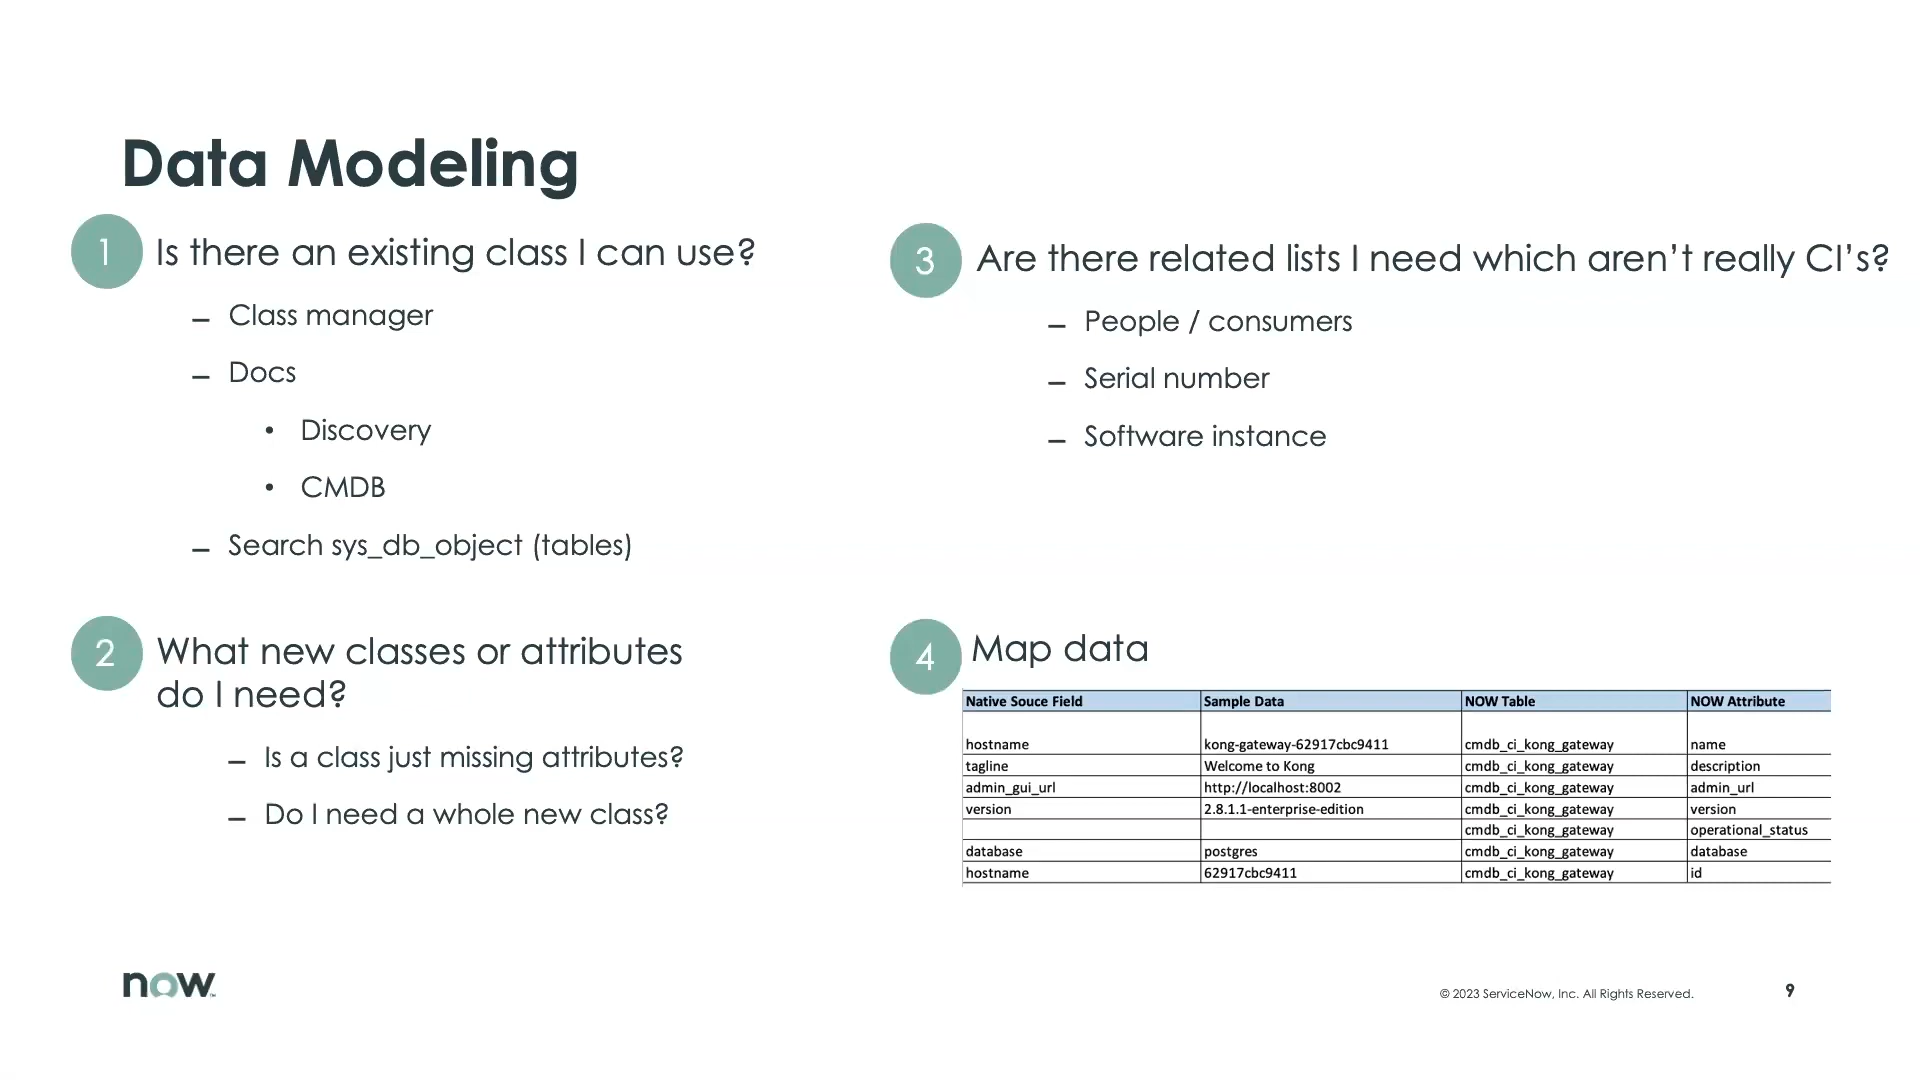 Data Modeling
1 Is there an existing class I can use?
– Class manager
– Docs
• Discovery
• CMDB
– Search sys_db_object (tables)
2 What new classes or attributes
do I need?
– Is a class just missing attributes?
– Do I need a whole new class?
3 Are there related lists I need which aren't really CI's?
– People / consumers
– Serial number
– Software instance
4 Map data
Native Souce Field Sample Data NOW Table NOW Attribute
hostname kong-gateway-62917cbc9411 cmdb_ci_kong_gateway name
tagline Welcome to Kong cmdb_ci_kong_gateway description
admin_gui_url http://localhost:8002 cmdb_ci_kong_gateway admin_url
version 2.8.1.1-enterprise-edition cmdb_ci_kong_gateway version
cmdb_ci_kong_gateway operational_status
database postgres cmdb_ci_kong_gateway database
hostname 62917cbc9411 cmdb_ci_kong_gateway id
now™
© 2023 ServiceNow, Inc. All Rights Reserved. 9